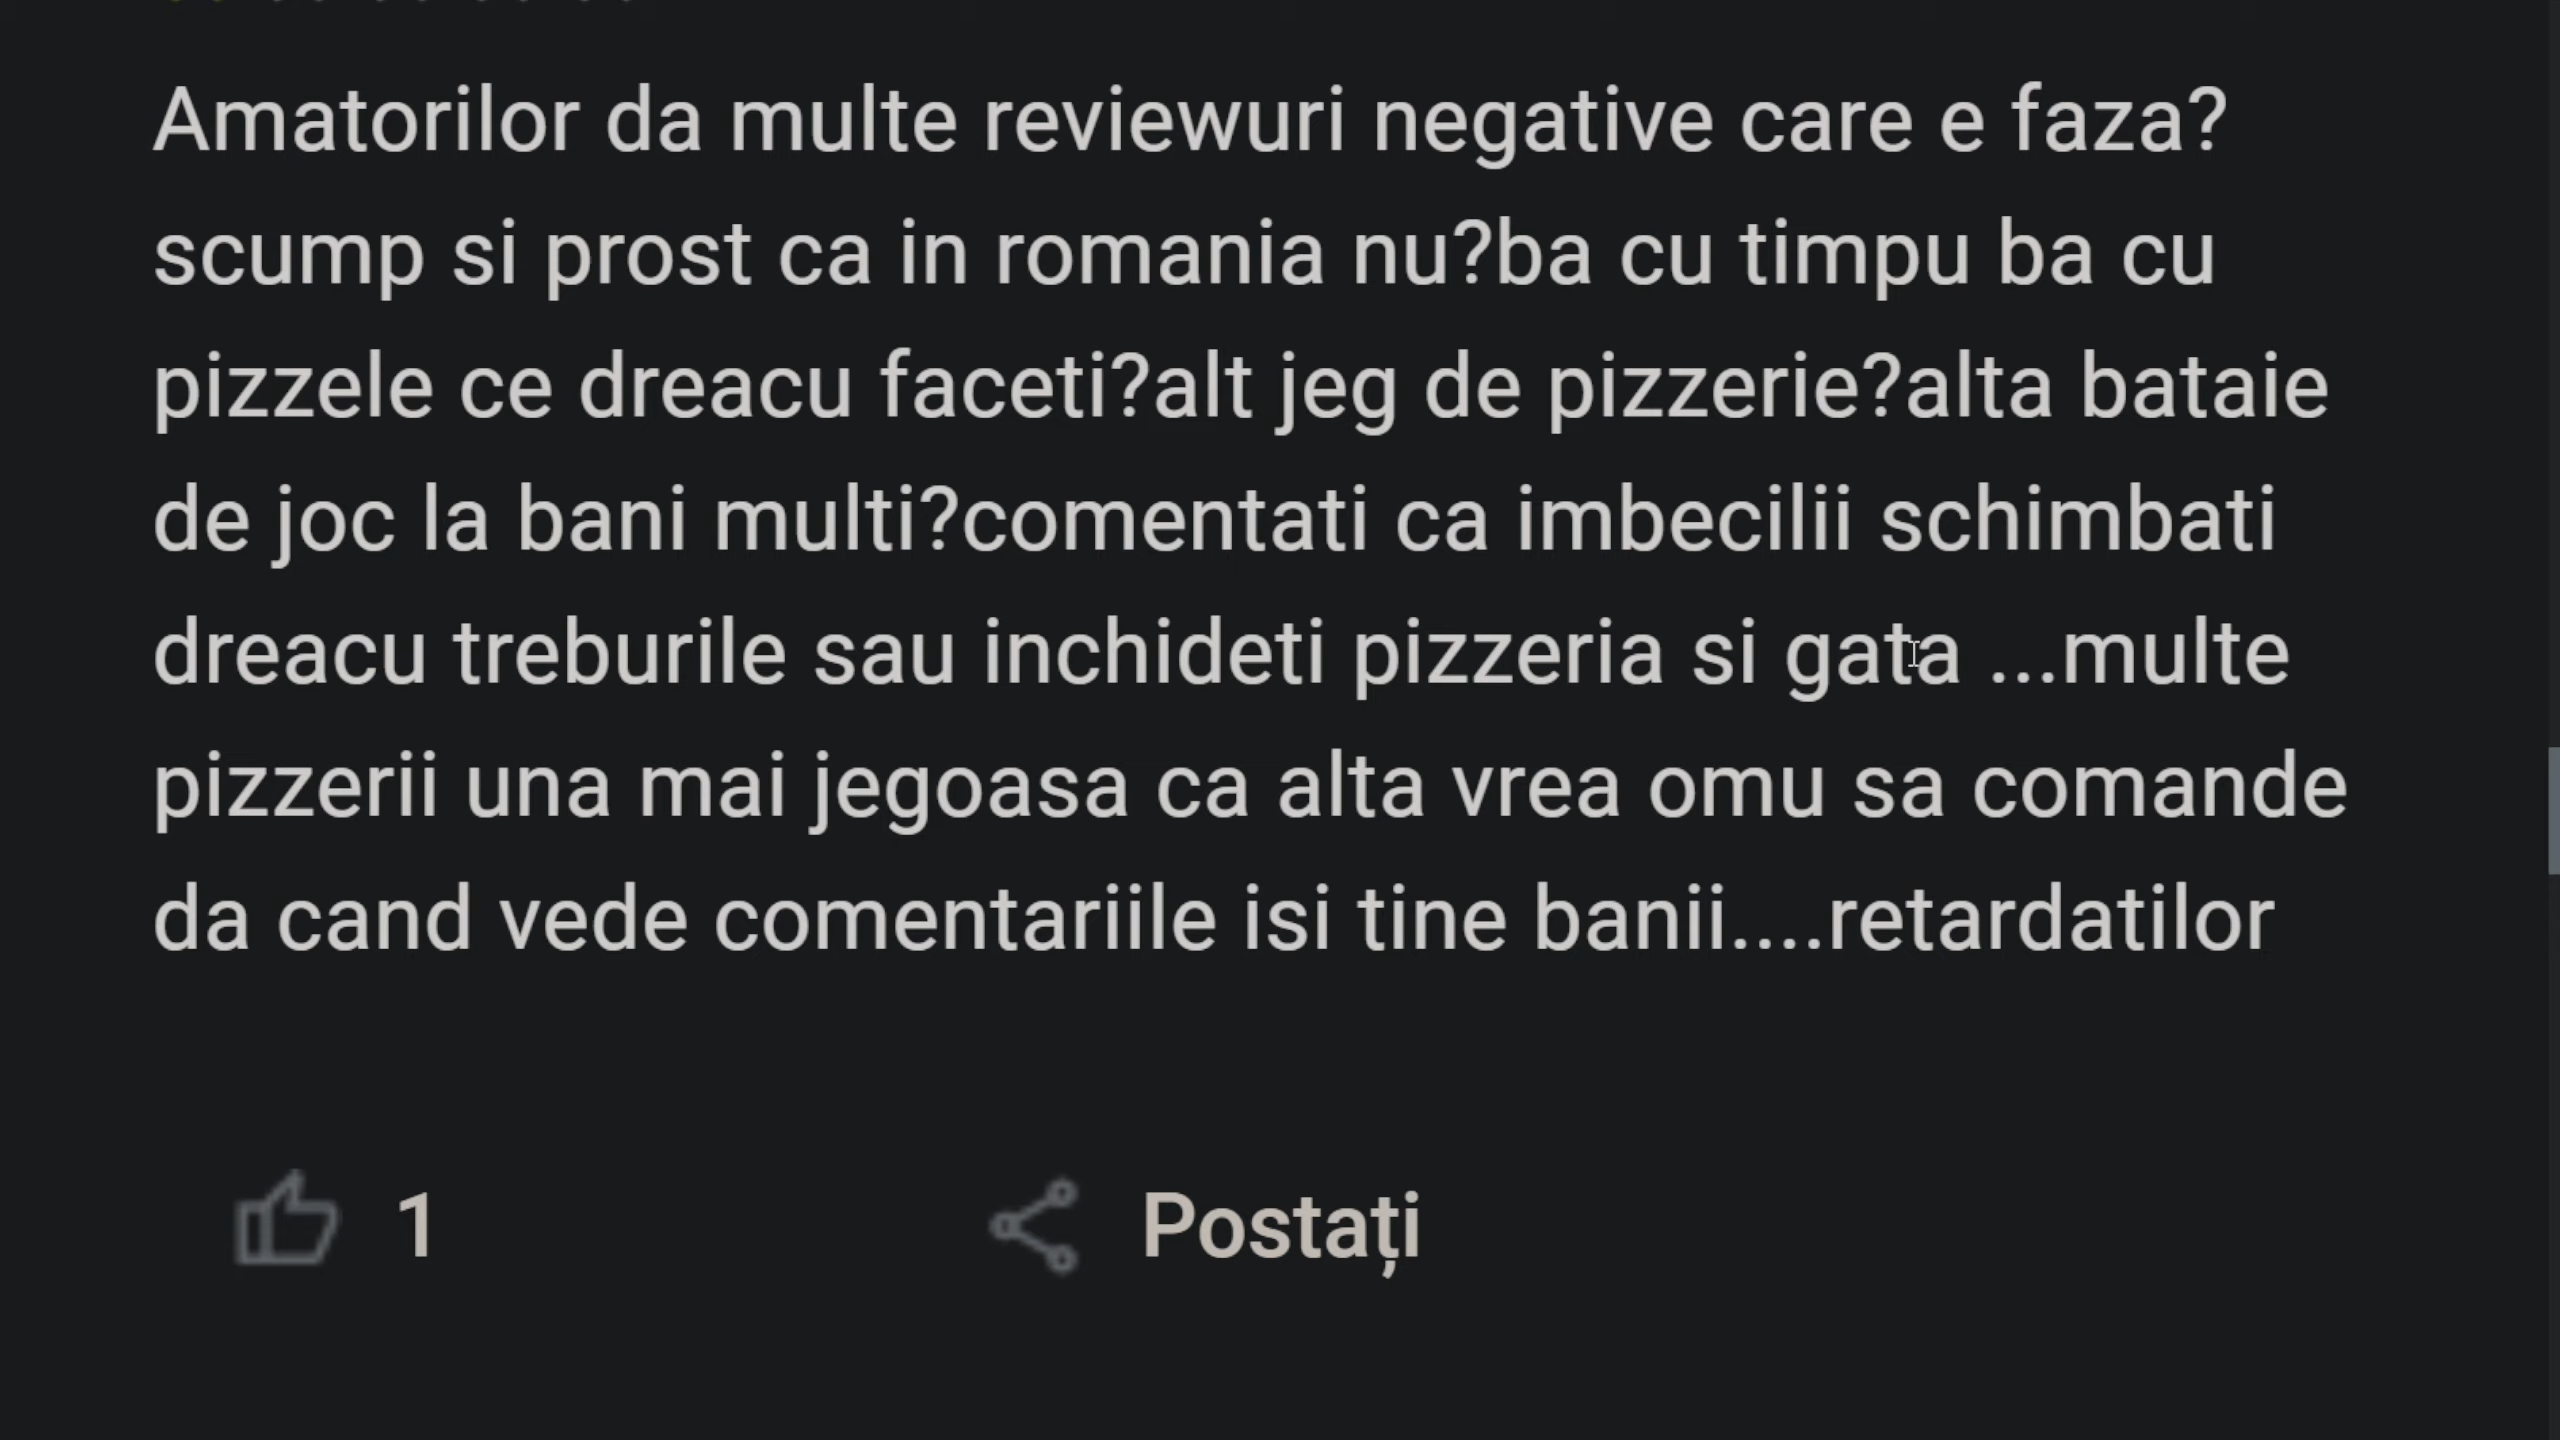 Amatorilor da multe reviewuri negative care e faza?
scump si prost ca in romania nu?ba cu timpu ba cu
pizzele ce dreacu faceti?alt jeg de pizzerie?alta bataie
de joc la bani multi?comentati ca imbecilii schimbati
dreacu treburile sau inchideti pizzeria si gata ...multe
pizzerii una mai jegoasa ca alta vrea omu sa comande
da cand vede comentariile isi tine banii....retardatilor
1 Postați